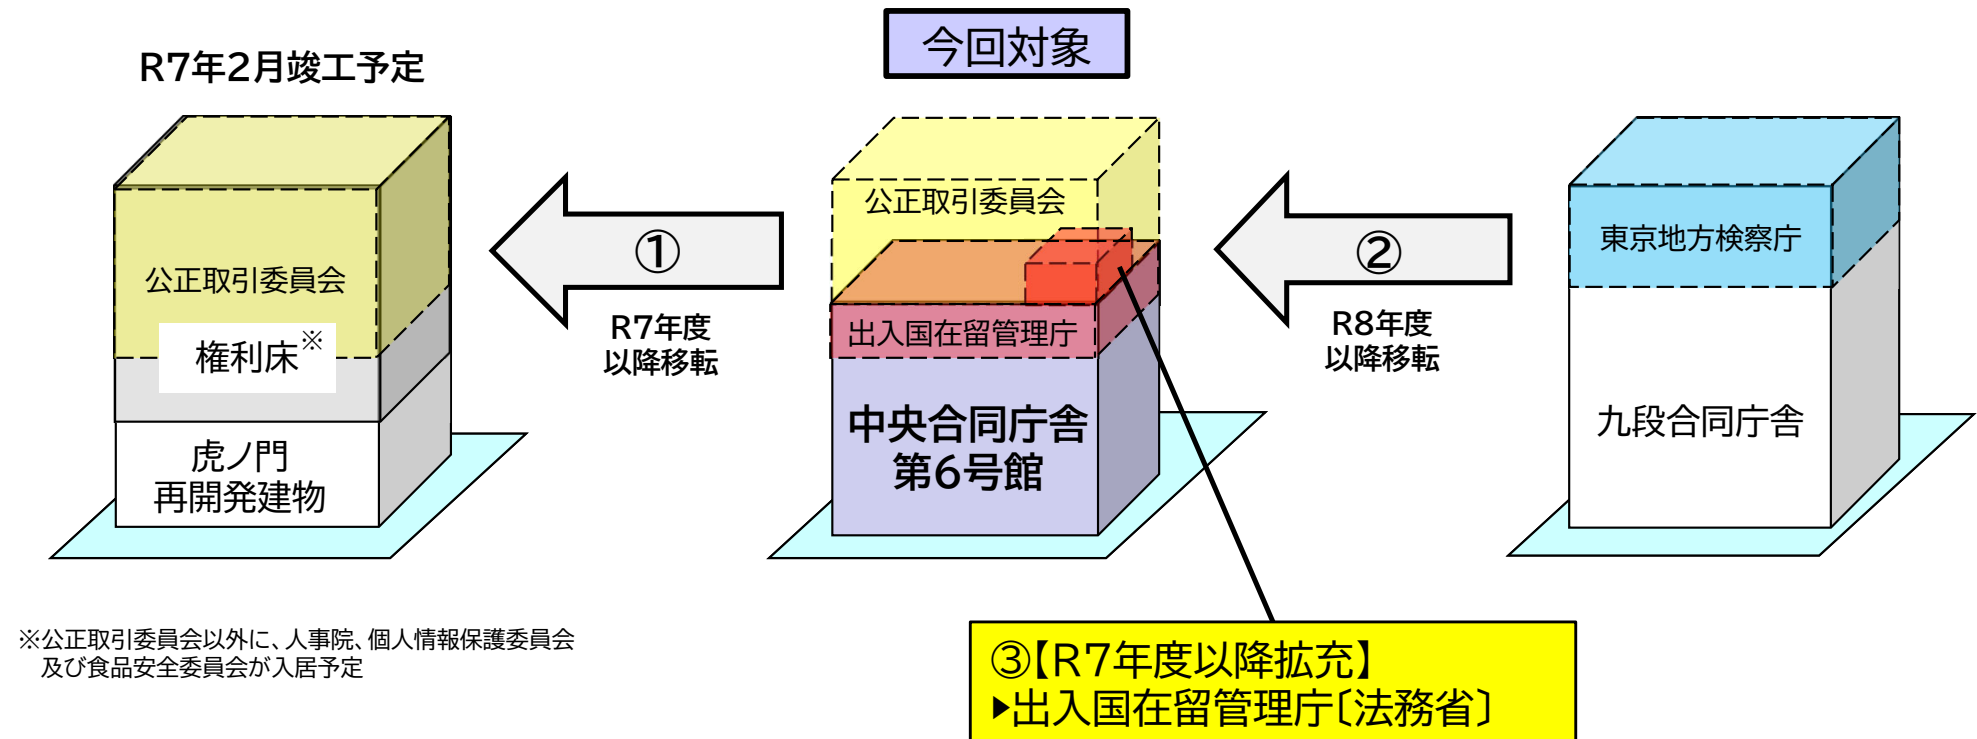 今回対象
R7年2月竣工予定
公正取引委員会
権利床※
虎ノ門
再開発建物
①
R7年度
以降移転
公正取引委員会
出入国在留管理庁
中央合同庁舎
第6号館
②
R8年度
以降移転
東京地方検察庁
九段合同庁舎
※公正取引委員会以外に、人事院、個人情報保護委員会
及び食品安全委員会が入居予定
③【R7年度以降拡充】
▶出入国在留管理庁〔法務省〕